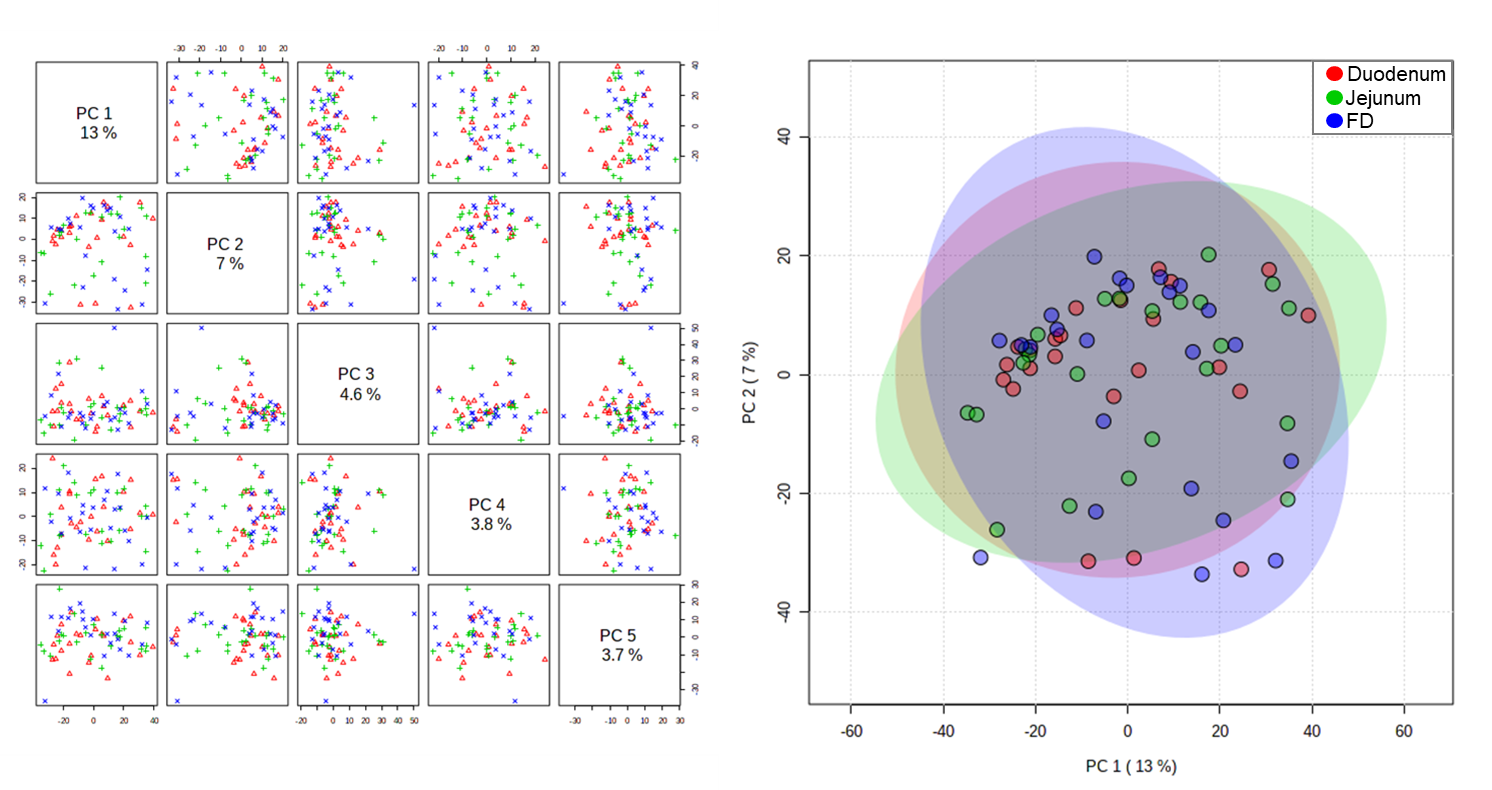 -30 -20 -10 0 10 20
-20 -10 0 10 20
PC 1
13 %
-20 0 20 40
PC 2
7 %
-30 -20 -10 0 10 20
PC 3
4.6 %
-20 -10 0 10 20 30 40 50
PC 4
3.8 %
-20 -10 0 10 20
PC 5
3.7 %
-30 -20 -10 0 10 20 30
-20 0 20 40
-20 -10 0 10 20 30 40 50
-30 -20 -10 0 10 20 30
Duodenum
Jejunum
FD
PC 2 ( 7 %)
40
20
0
-20
-40
-60 -40 -20 0 20 40 60
PC 1 ( 13 %)